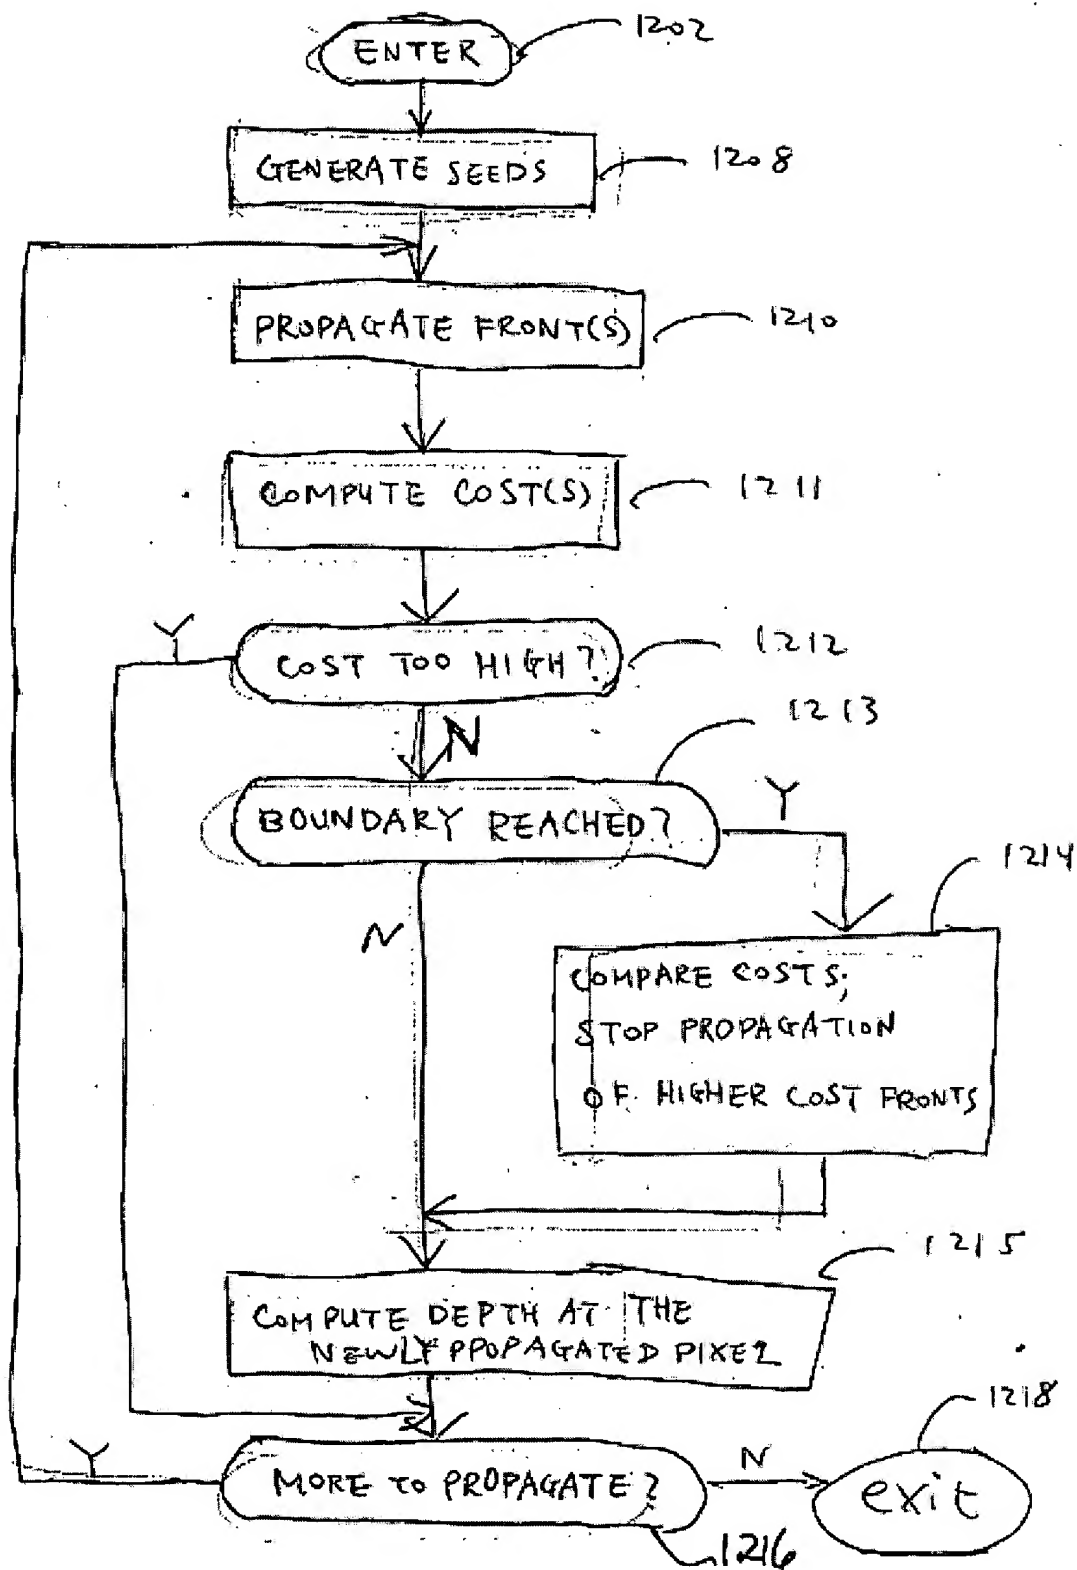 ENTER
1202
GENERATE SEEDS
1208
PROPAGATE FRONT(S)
1210
COMPUTE COST(S)
1211
Y
COST TOO HIGH?
1212
N
1213
BOUNDARY REACHED?
Y
N
1214
COMPARE COSTS;
STOP PROPAGATION
OF HIGHER COST FRONTS
1215
COMPUTE DEPTH AT THE
NEWLY PROPAGATED PIXEL
1218
Y
MORE TO PROPAGATE?
N
exit
1216